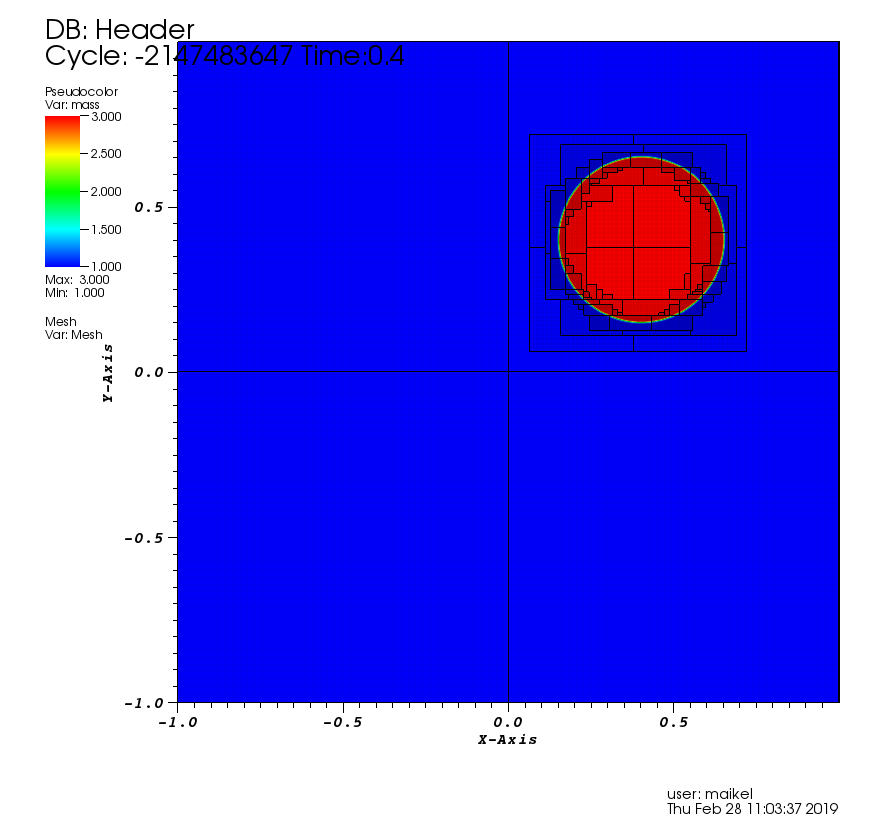 DB: Header
Cycle: -2147483647 Time:0.4
Pseudocolor
Var: mass
3.000
2.500
2.000
1.500
1.000
Max: 3.000
Min: 1.000
Mesh
Var: Mesh
Y-Axis
0.5
0.0
-0.5
-1.0
-1.0 -0.5 0.0 0.5
X-Axis
user: maikel
Thu Feb 28 11:03:37 2019